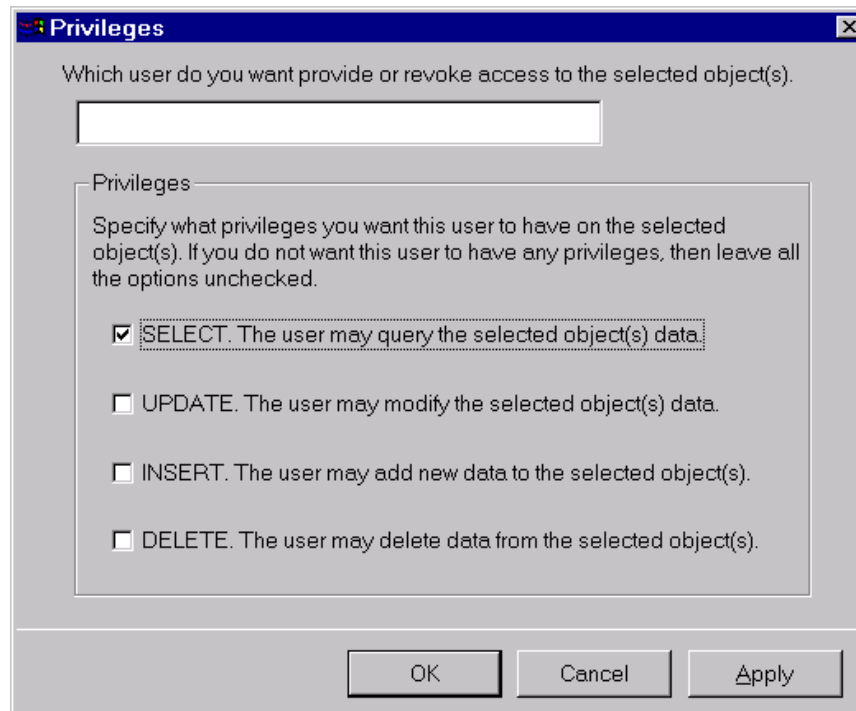 Privileges
Which user do you want provide or revoke access to the selected object(s).
Privileges
Specify what privileges you want this user to have on the selected
object(s). If you do not want this user to have any privileges, then leave all
the options unchecked.
SELECT. The user may query the selected object(s) data.
UPDATE. The user may modify the selected object(s) data.
INSERT. The user may add new data to the selected object(s).
DELETE. The user may delete data from the selected object(s).
OK
Cancel
Apply